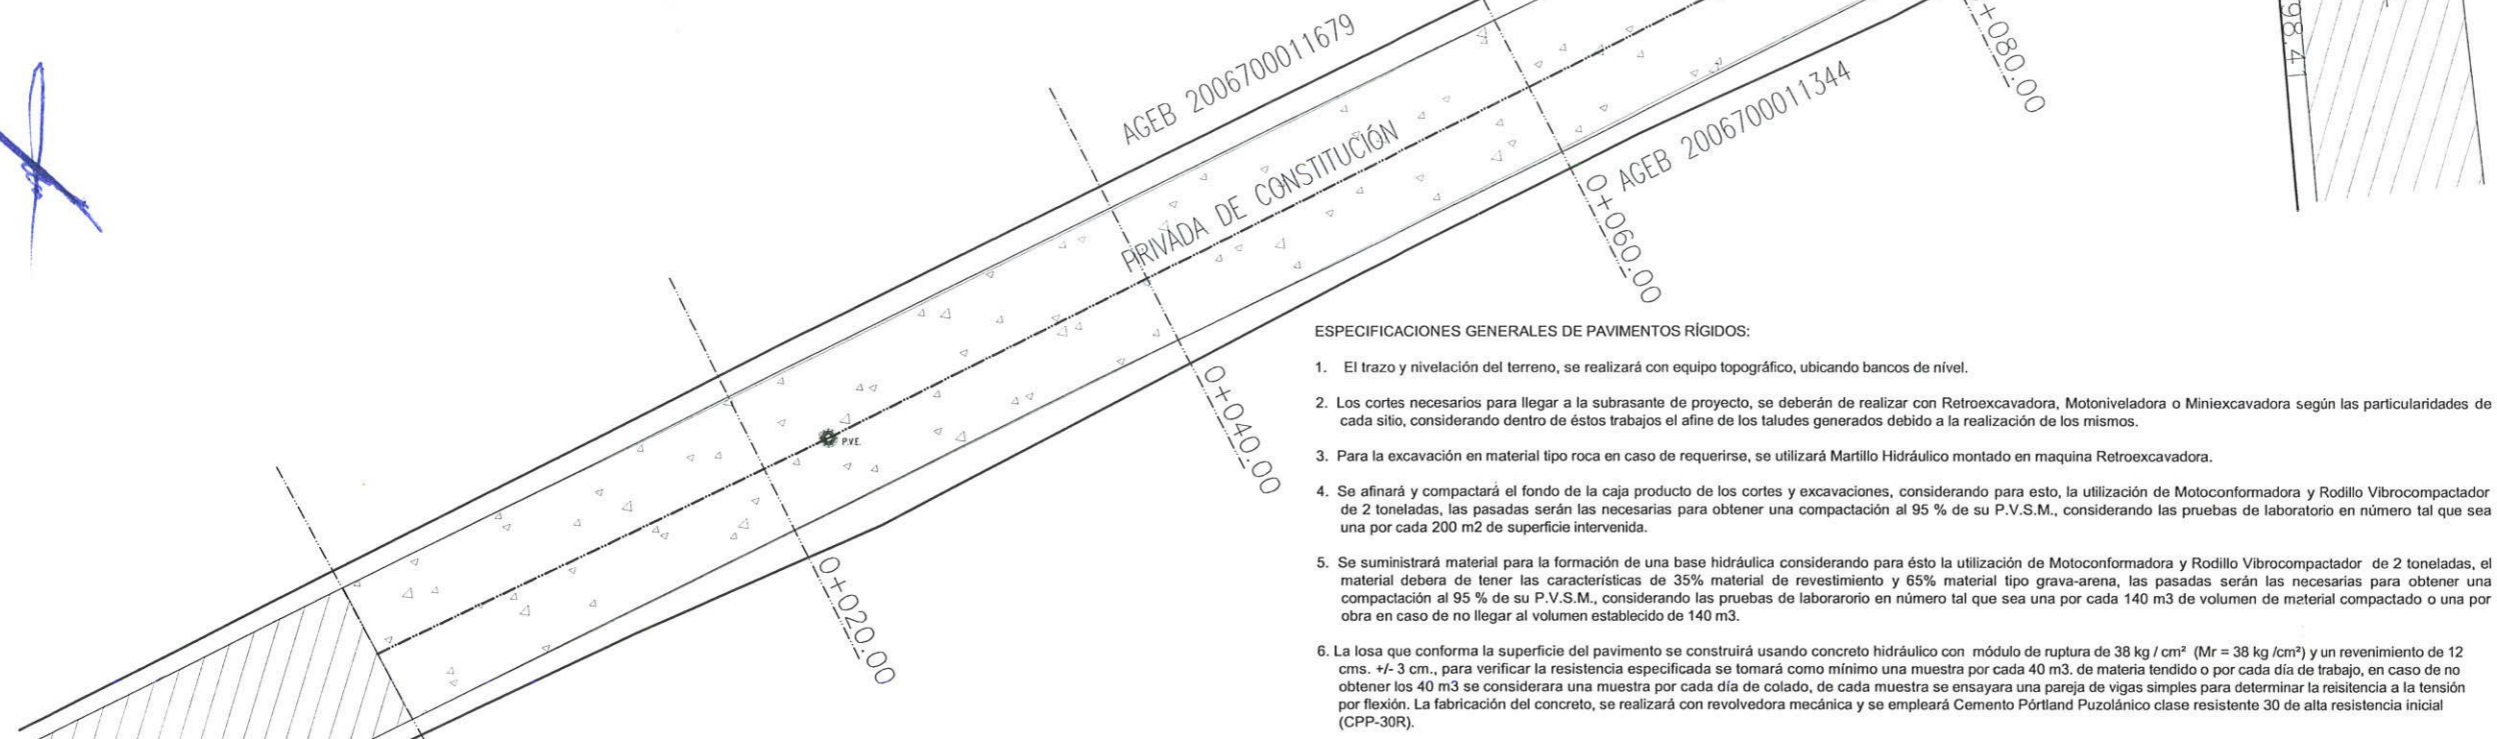 AGEB 2006700011679
PRIVADA DE CONSTITUCIÓN
AGEB 2006700011344
+080.00
98.41
0+060.00
0+040.00
0+020.00
P.V.E.
ESPECIFICACIONES GENERALES DE PAVIMENTOS RÍGIDOS:
1. El trazo y nivelación del terreno, se realizará con equipo topográfico, ubicando bancos de nível.
2. Los cortes necesarios para llegar a la subrasante de proyecto, se deberán de realizar con Retroexcavadora, Motoniveladora o Miniexcavadora según las particularidades de
cada sitio, considerando dentro de éstos trabajos el afine de los taludes generados debido a la realización de los mismos.
3. Para la excavación en material tipo roca en caso de requerirse, se utilizará Martillo Hidráulico montado en maquina Retroexcavadora.
4. Se afinará y compactará el fondo de la caja producto de los cortes y excavaciones, considerando para esto, la utilización de Motoconformadora y Rodillo Vibrocompactador
de 2 toneladas, las pasadas serán las necesarias para obtener una compactación al 95 % de su P.V.S.M., considerando las pruebas de laboratorio en número tal que sea
una por cada 200 m2 de superficie intervenida.
5. Se suministrará material para la formación de una base hidráulica considerando para ésto la utilización de Motoconformadora y Rodillo Vibrocompactador de 2 toneladas, el
material debera de tener las características de 35% material de revestimiento y 65% material tipo grava-arena, las pasadas serán las necesarias para obtener una
compactación al 95 % de su P.V.S.M., considerando las pruebas de laborarorio en número tal que sea una por cada 140 m3 de volumen de material compactado o una por
obra en caso de no llegar al volumen establecido de 140 m3.
6. La losa que conforma la superficie del pavimento se construirá usando concreto hidráulico con módulo de ruptura de 38 kg / cm² (Mr = 38 kg /cm²) y un revenimiento de 12
cms. +/- 3 cm., para verificar la resistencia especificada se tomará como mínimo una muestra por cada 40 m3. de materia tendido o por cada día de trabajo, en caso de no
obtener los 40 m3 se considerara una muestra por cada día de colado, de cada muestra se ensayara una pareja de vigas simples para determinar la reisitencia a la tensión
por flexión. La fabricación del concreto, se realizará con revolvedora mecánica y se empleará Cemento Pórtland Puzolánico clase resistente 30 de alta resistencia inicial
(CPP-30R).